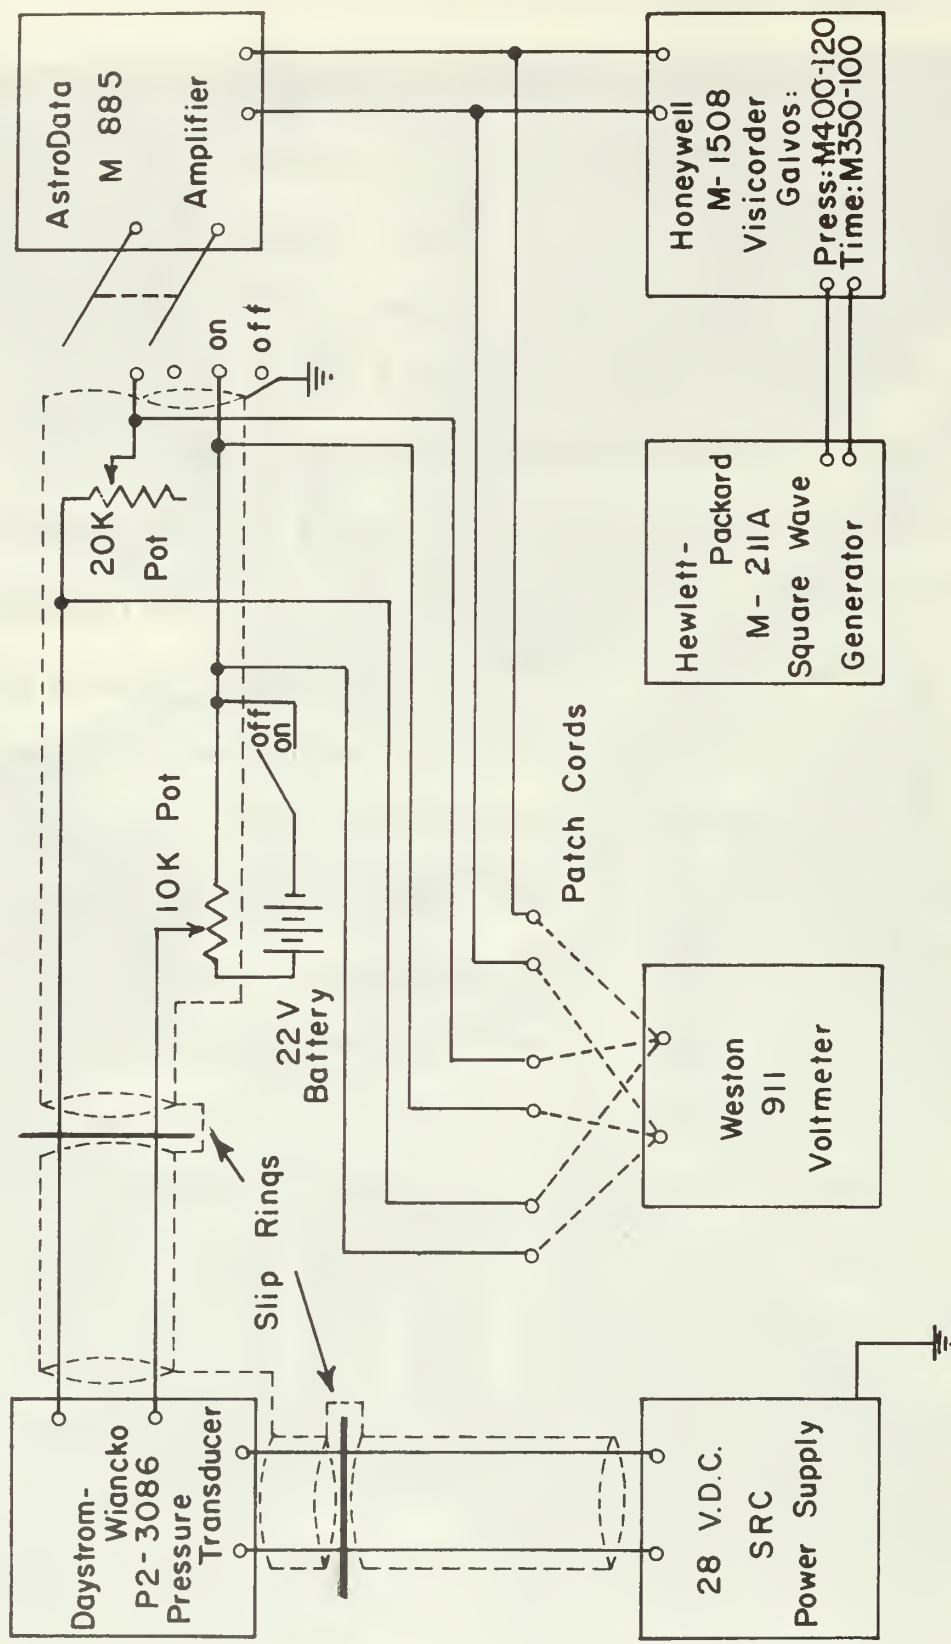 Daystrom-
Wiancko
P2-3086
Pressure
Transducer
Slip Rings
10K Pot
22V
Battery
off
on
20K
Pot
on
off
AstroData
M 885
Amplifier
28 V.D.C.
SRC
Power Supply
Weston
911
Voltmeter
Patch Cords
Hewlett-
Packard
M-211A
Square Wave
Generator
Honeywell
M-1508
Visicorder
Galvos:
Press:M400-120
Time:M350-100